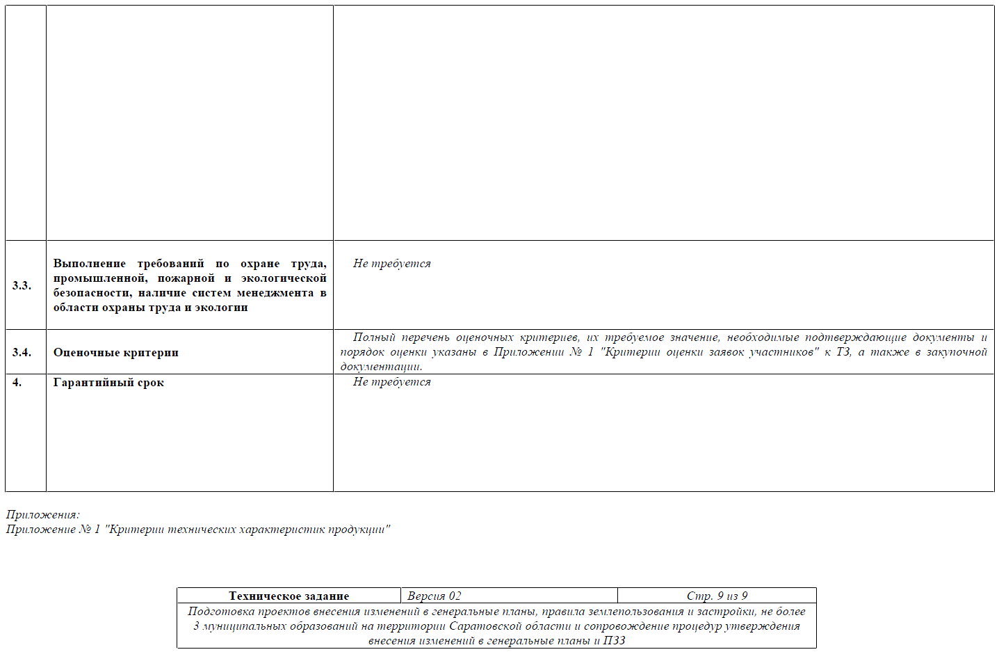 3.3.
Выполнение требований по охране труда,
промышленной, пожарной и экологической
безопасности, наличие систем менеджмента в
области охраны труда и экологии
Не требуется
3.4.
Оценочные критерии
Полный перечень оценочных критериев, их требуемое значение, необходимые подтверждающие документы и
порядок оценки указаны в Приложении № 1 "Критерии оценки заявок участников" к ТЗ, а также в закупочной
документации.
4.
Гарантийный срок
Не требуется
Приложения:
Приложение № 1 "Критерии технических характеристик продукции"
Техническое задание
Версия 02
Стр. 9 из 9
Подготовка проектов внесения изменений в генеральные планы, правила землепользования и застройки, не более
3 муниципальных образований на территории Саратовской области и сопровождение процедур утверждения
внесения изменений в генеральные планы и ПЗЗ